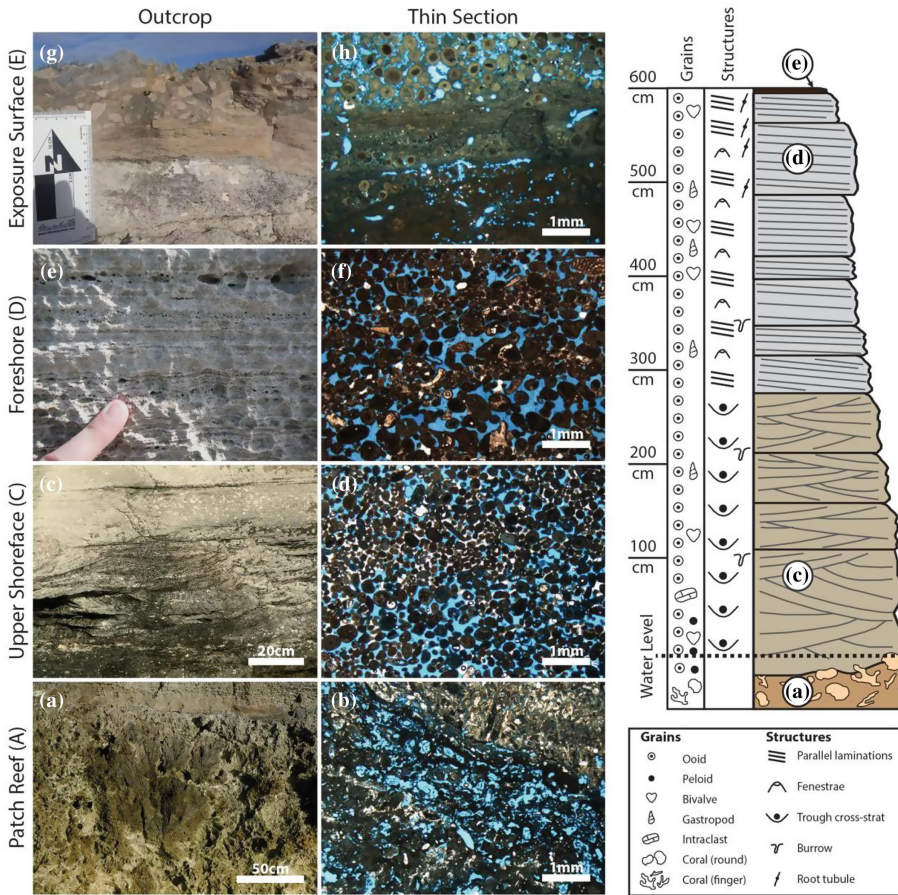 Outcrop
Thin Section
Exposure Surface (E)
(g)
N
(h)
1mm
Foreshore (D)
(e)
(f)
1mm
Upper Shoreface (C)
(c)
20cm
(d)
1mm
Patch Reef (A)
(a)
50cm
(b)
1mm
Grains
Structures
(e)
600
cm
(d)
500
cm
400
cm
300
cm
200
cm
100
cm
(c)
Water Level
(a)
Grains
Ooid
Peloid
Bivalve
Gastropod
Intraclast
Coral (round)
Coral (finger)
Structures
Parallel laminations
Fenestrae
Trough cross-strat
Burrow
Root tubule